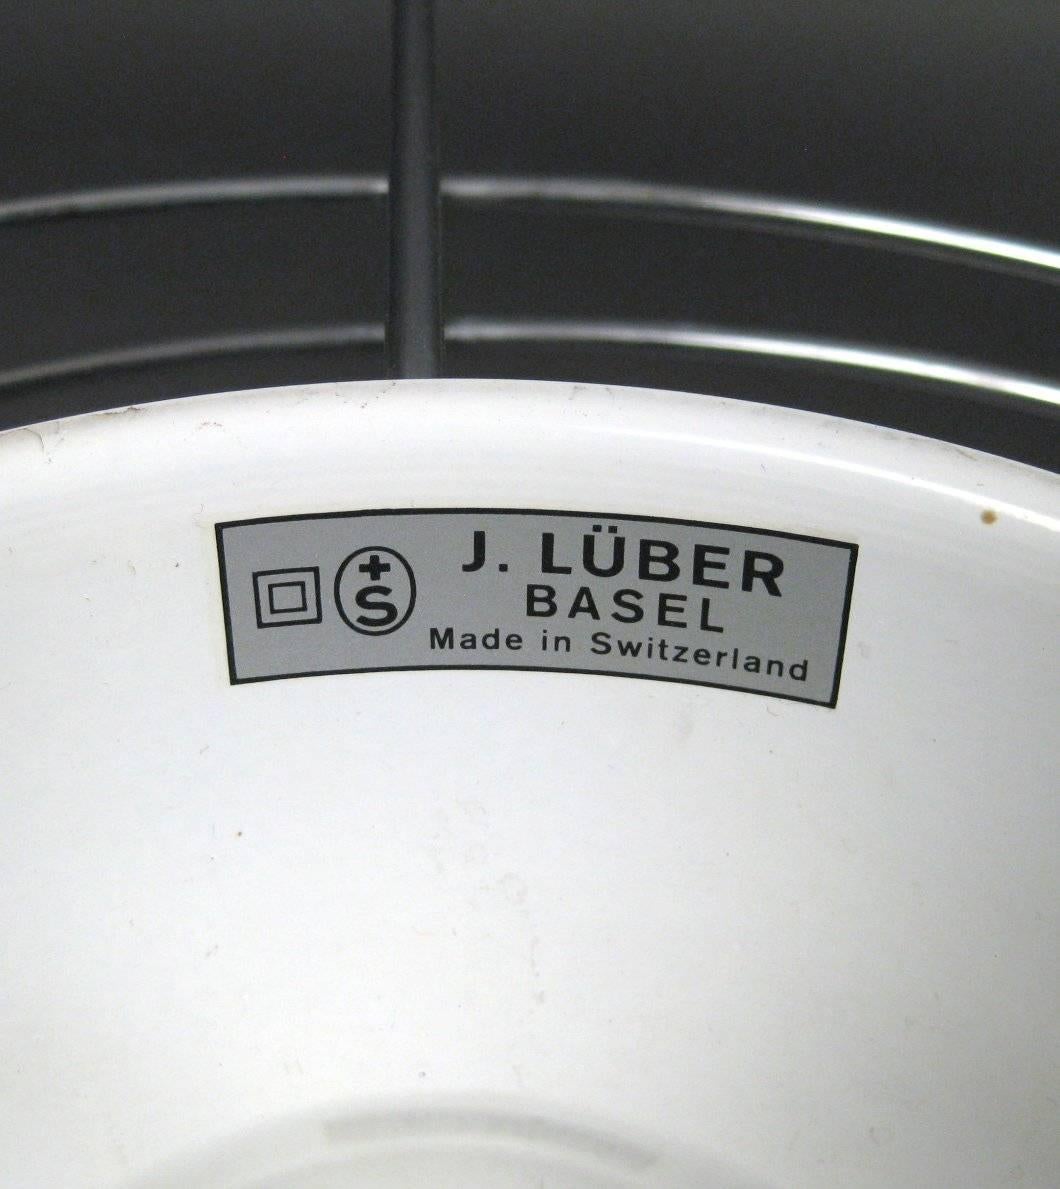 +S
J. LÜBER
BASEL
Made in Switzerland